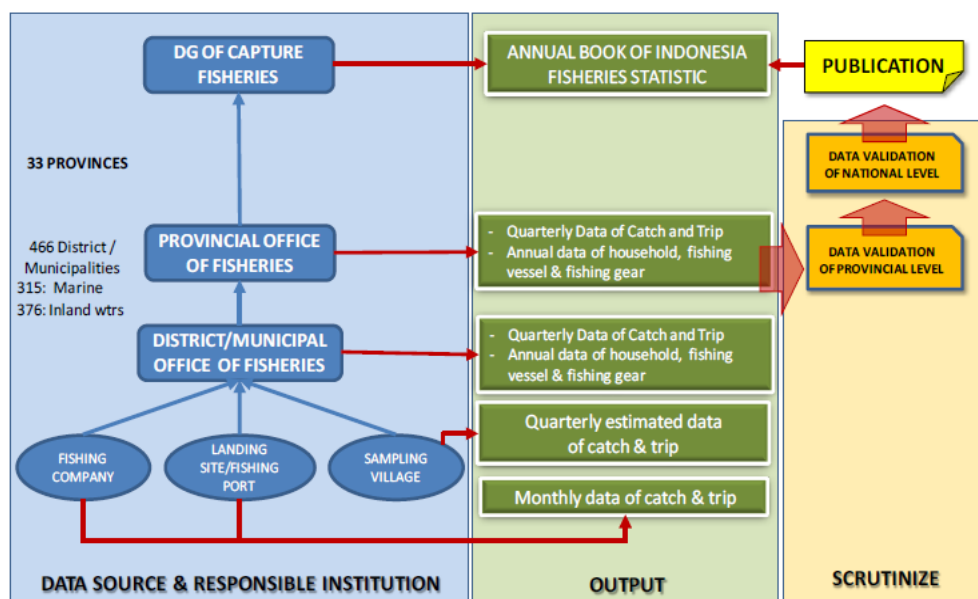 DG OF CAPTURE
FISHERIES
ANNUAL BOOK OF INDONESIA
FISHERIES STATISTIC
PUBLICATION
33 PROVINCES
DATA VALIDATION
OF NATIONAL LEVEL
466 District /
Municipalities
315: Marine
376: Inland wtrs
PROVINCIAL OFFICE
OF FISHERIES
- Quarterly Data of Catch and Trip
- Annual data of household, fishing
vessel & fishing gear
DATA VALIDATION
OF PROVINCIAL LEVEL
DISTRICT/MUNICIPAL
OFFICE OF FISHERIES
- Quarterly Data of Catch and Trip
- Annual data of household, fishing
vessel & fishing gear
FISHING
COMPANY
LANDING
SITE/FISHING
PORT
SAMPLING
VILLAGE
Quarterly estimated data
of catch & trip
Monthly data of catch & trip
DATA SOURCE & RESPONSIBLE INSTITUTION
OUTPUT
SCRUTINIZE